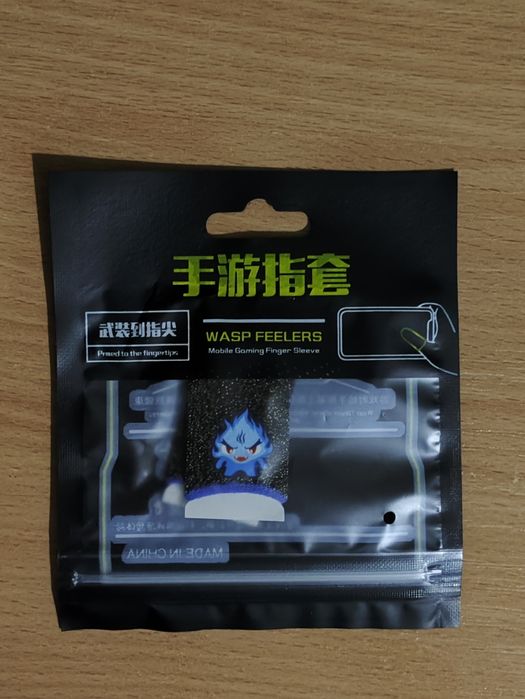 手游指套
武装到指尖
Primed to the fingertips
WASP FEELERS
Mobile Gaming Finger Sleeve
MADE IN CHINA